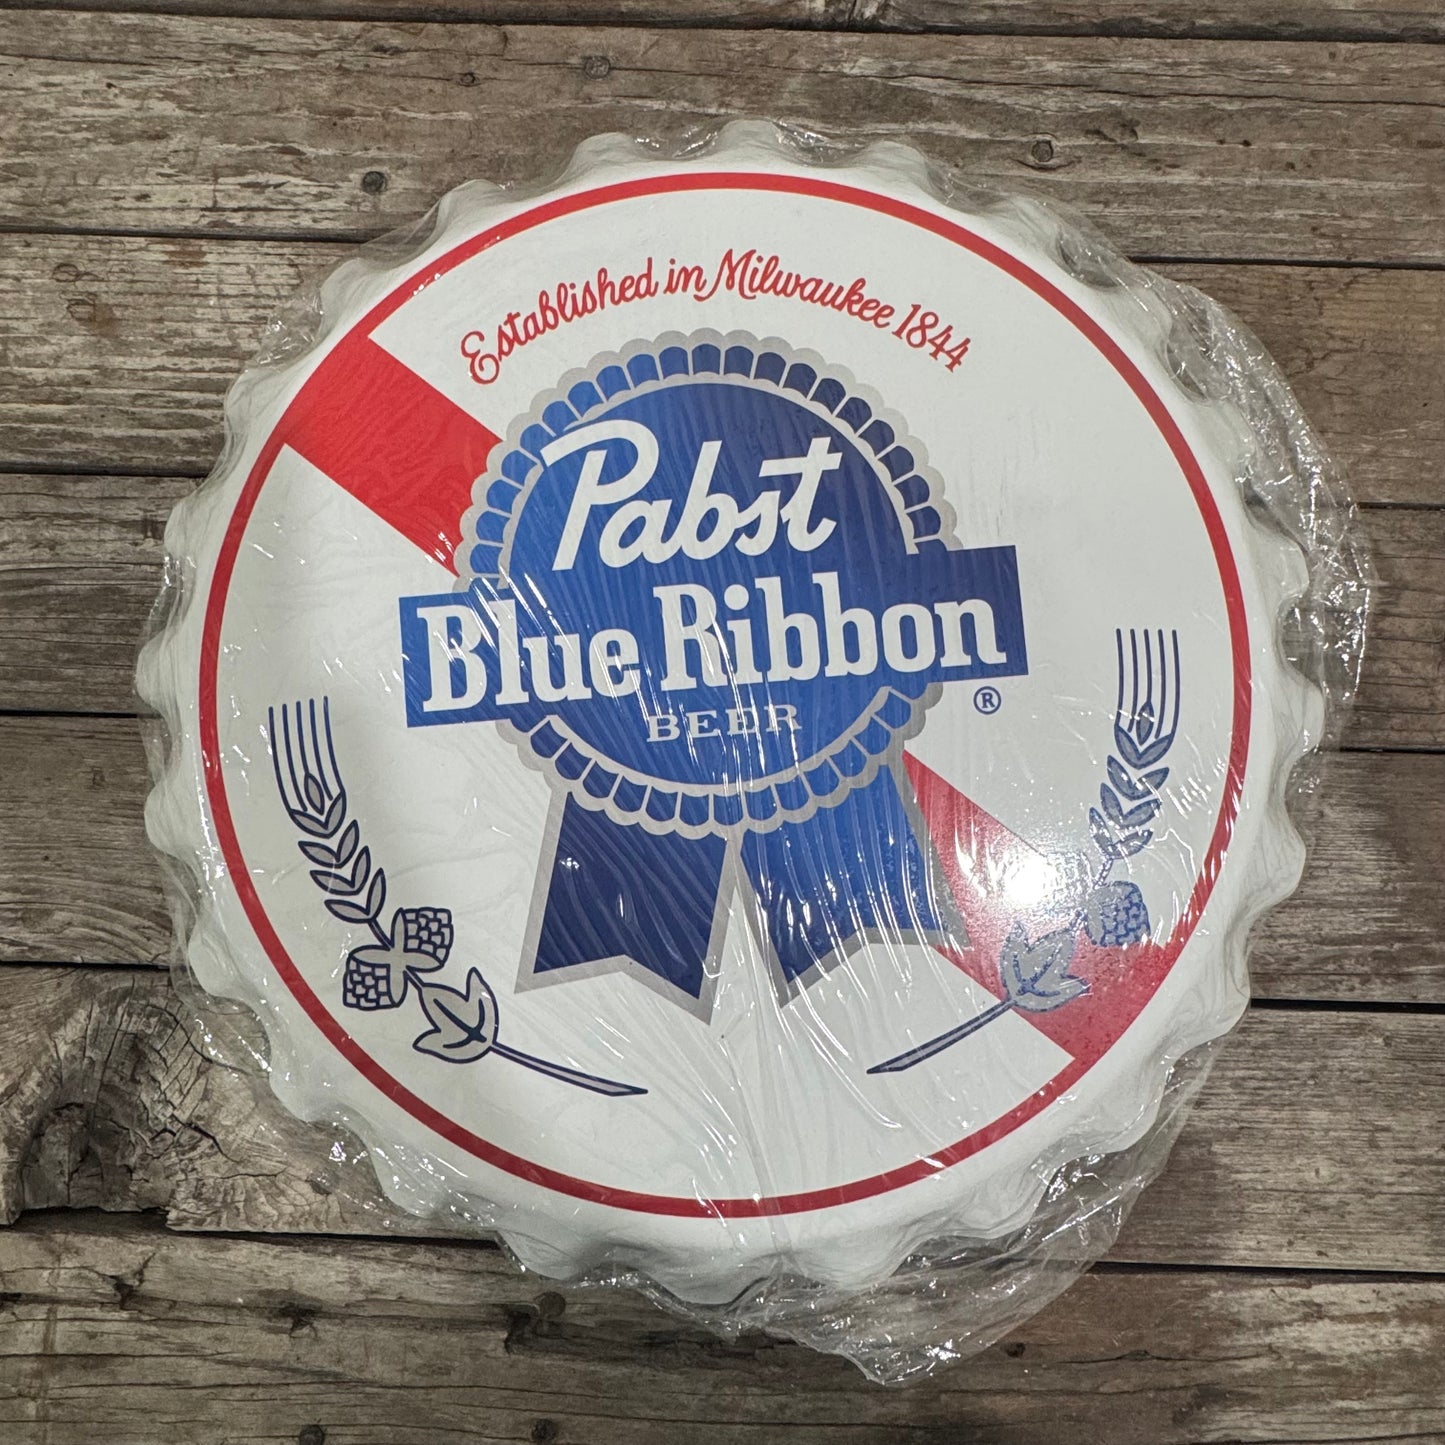 Established in Milwaukee 1844
Pabst
Blue Ribbon
BEER
®